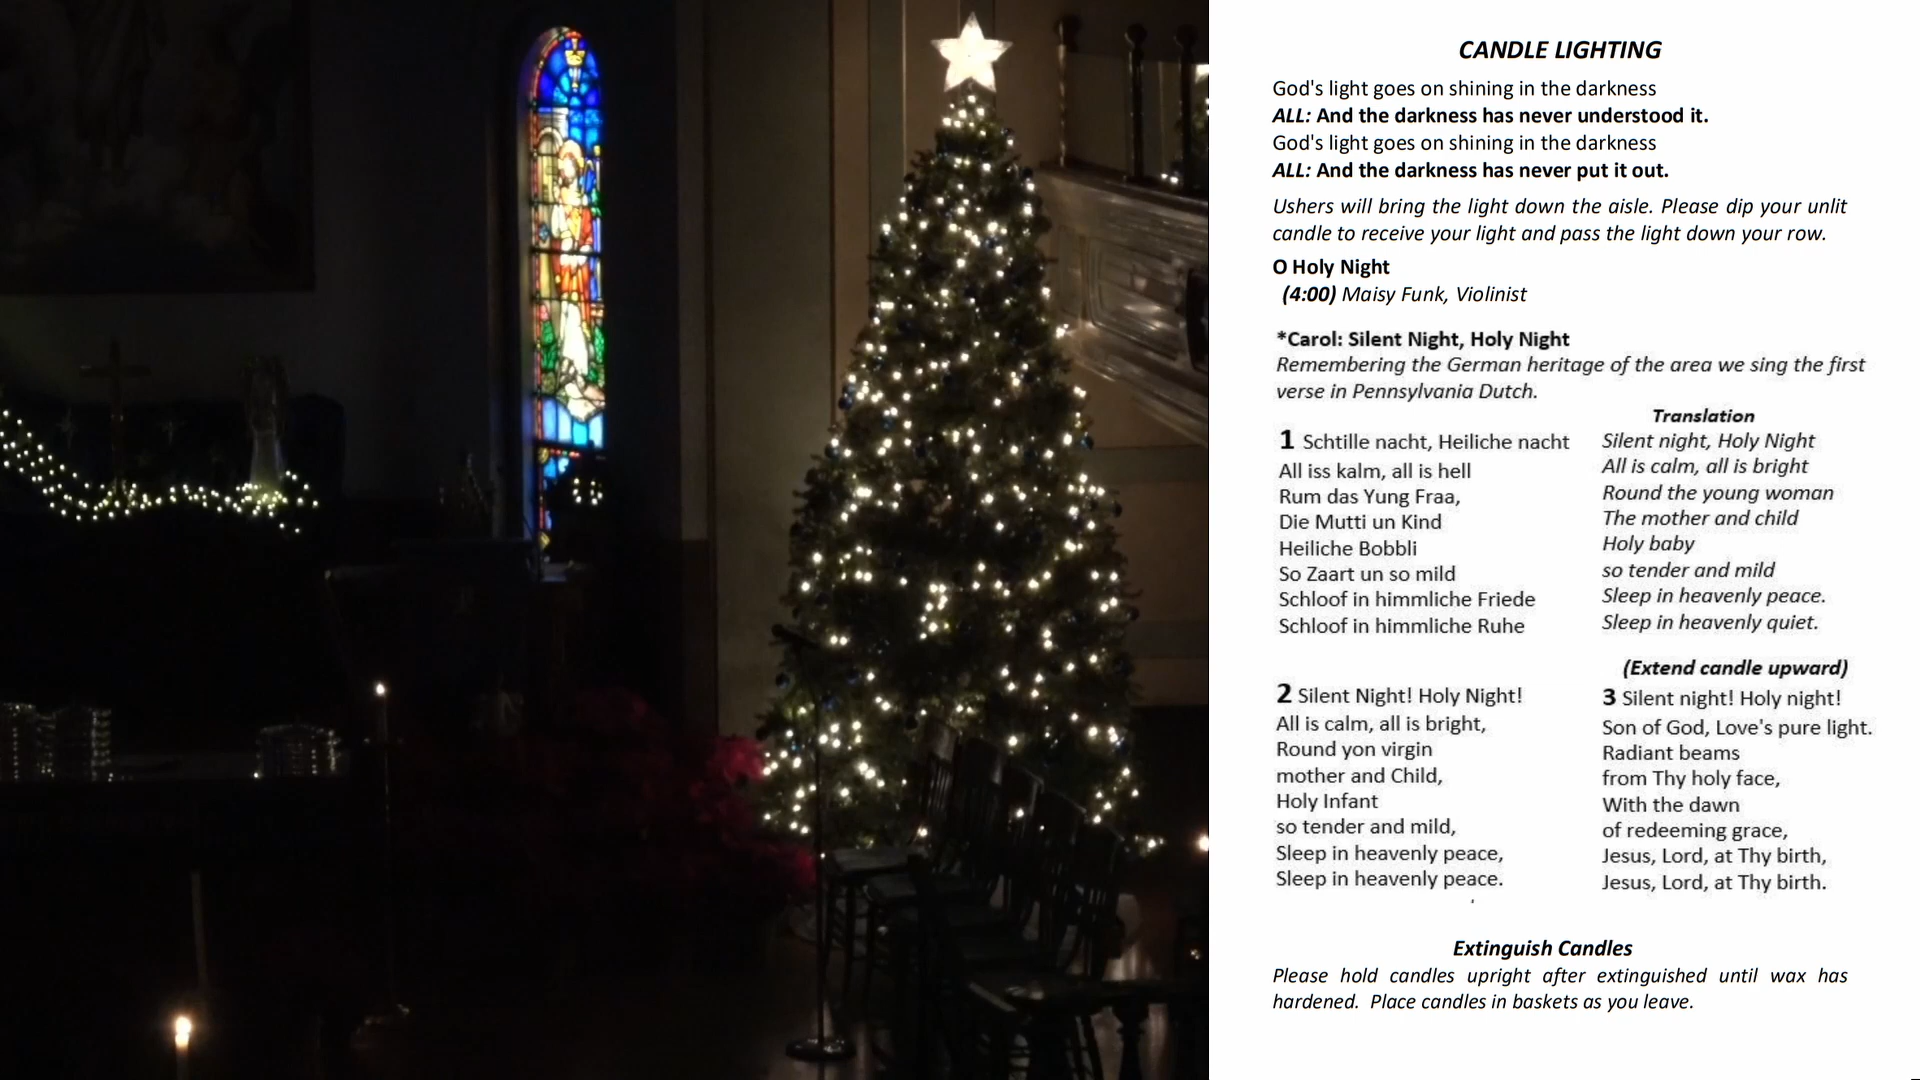 CANDLE LIGHTING
God's light goes on shining in the darkness
ALL: And the darkness has never understood it.
God's light goes on shining in the darkness
ALL: And the darkness has never put it out.
Ushers will bring the light down the aisle. Please dip your unlit
candle to receive your light and pass the light down your row.
O Holy Night
(4:00) Maisy Funk, Violinist
*Carol: Silent Night, Holy Night
Remembering the German heritage of the area we sing the first
verse in Pennsylvania Dutch.
1 Schtille nacht, Heiliche nacht
All iss kalm, all is hell
Rum das Yung Fraa,
Die Mutti un Kind
Heiliche Bobbli
So Zaart un so mild
Schloof in himmliche Friede
Schloof in himmliche Ruhe
Translation
Silent night, Holy Night
All is calm, all is bright
Round the young woman
The mother and child
Holy baby
so tender and mild
Sleep in heavenly peace.
Sleep in heavenly quiet.
2 Silent Night! Holy Night!
All is calm, all is bright,
Round yon virgin
mother and Child,
Holy Infant
so tender and mild,
Sleep in heavenly peace,
Sleep in heavenly peace.
(Extend candle upward)
3 Silent night! Holy night!
Son of God, Love's pure light.
Radiant beams
from Thy holy face,
With the dawn
of redeeming grace,
Jesus, Lord, at Thy birth,
Jesus, Lord, at Thy birth.
Extinguish Candles
Please hold candles upright after extinguished until wax has
hardened. Place candles in baskets as you leave.